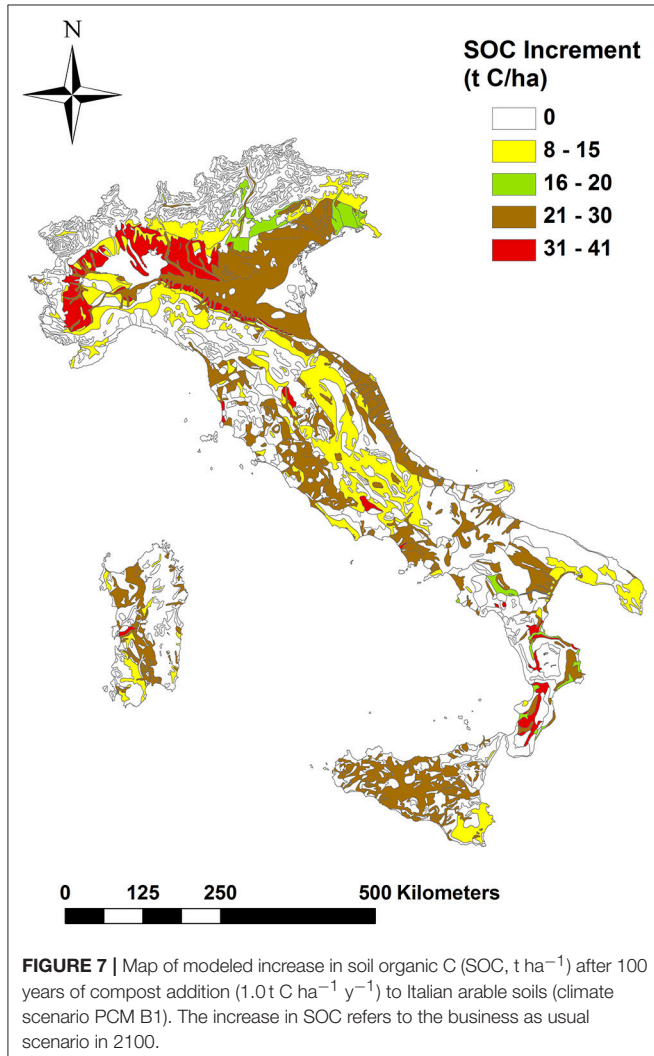 N
SOC Increment
(t C/ha)
0
8 - 15
16 - 20
21 - 30
31 - 41
0 125 250 500 Kilometers
FIGURE 7 | Map of modeled increase in soil organic C (SOC, t ha⁻¹) after 100
years of compost addition (1.0 t C ha⁻¹ y⁻¹) to Italian arable soils (climate
scenario PCM B1). The increase in SOC refers to the business as usual
scenario in 2100.